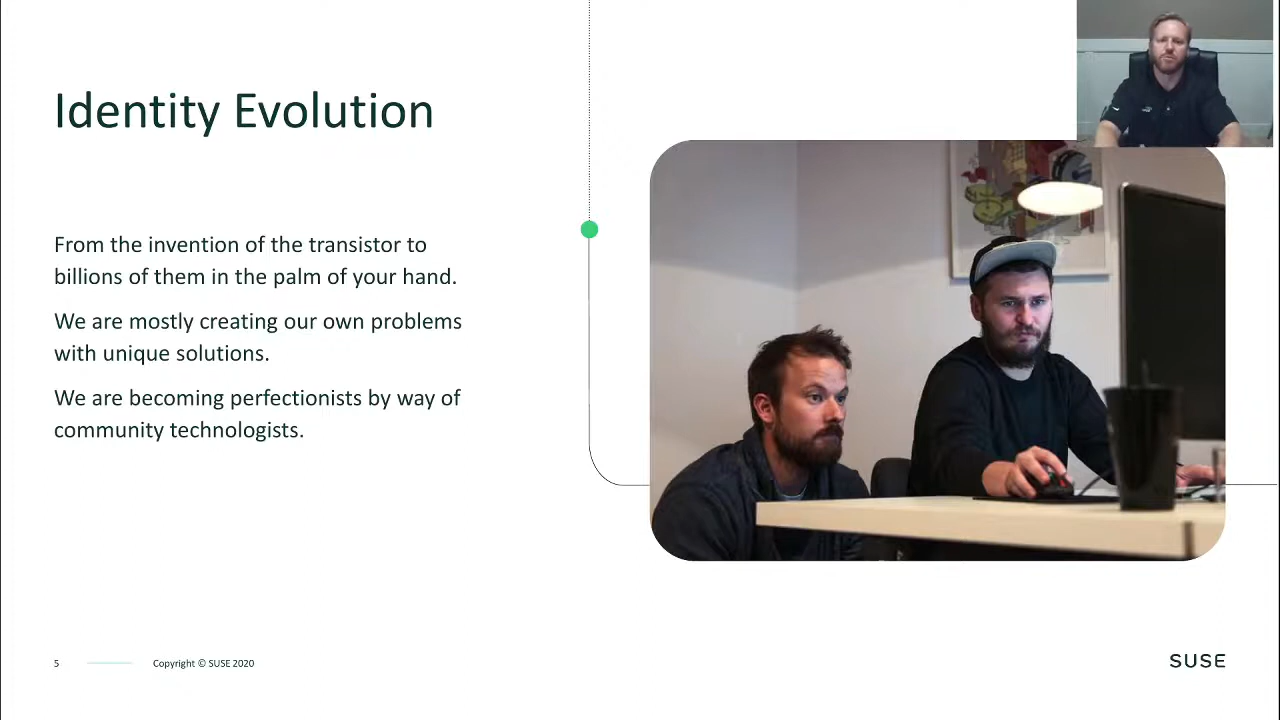 Identity Evolution
From the invention of the transistor to
billions of them in the palm of your hand.
We are mostly creating our own problems
with unique solutions.
We are becoming perfectionists by way of
community technologists.
5
Copyright © SUSE 2020
SUSE